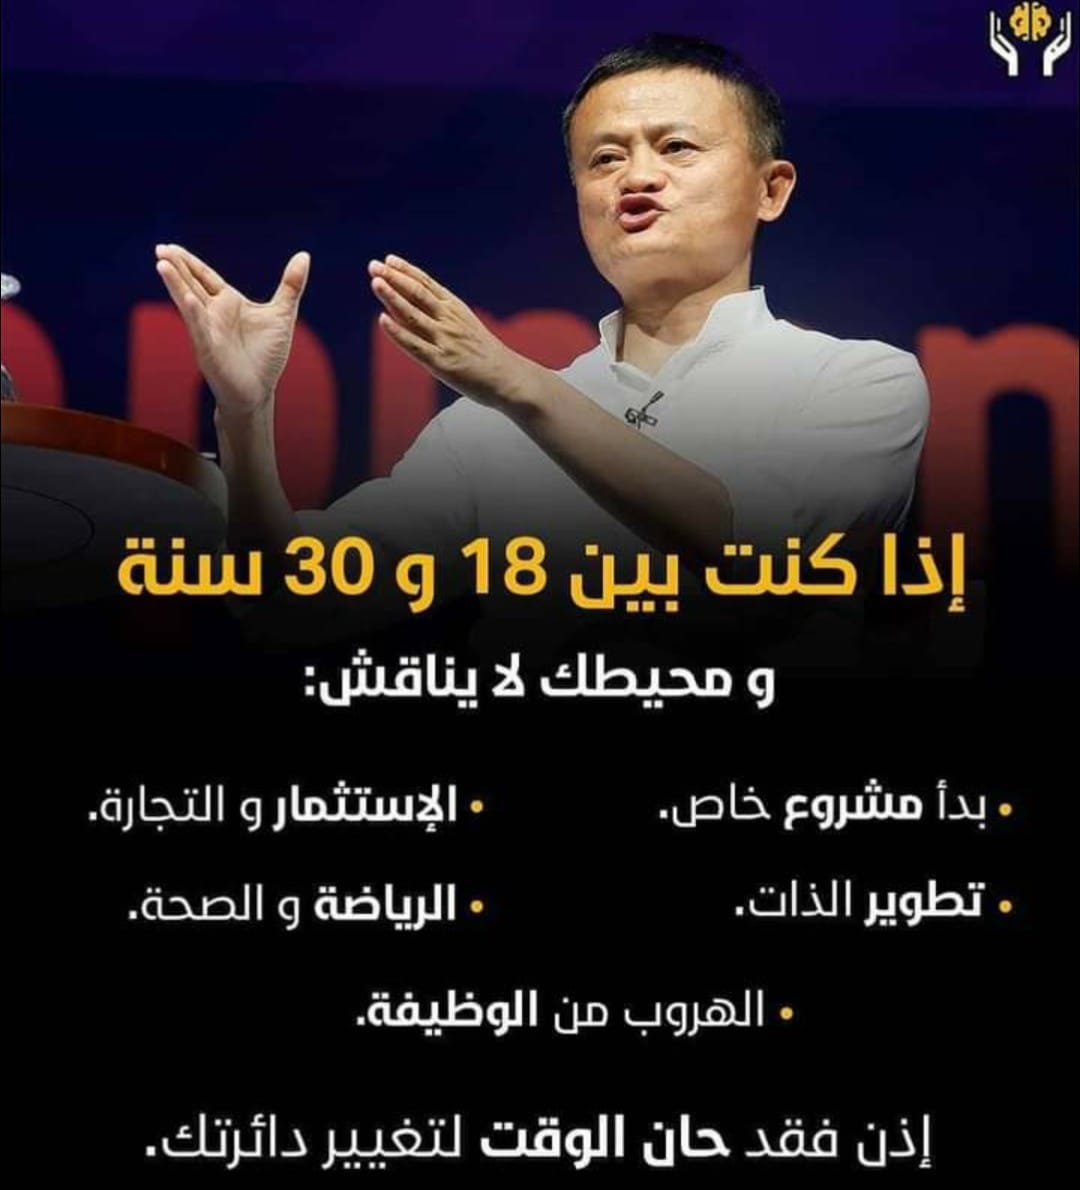 إذا كنت بين 18 و 30 سنة
و محيطك لا يناقش:
• بدأ مشروع خاص.
• الإستثمار و التجارة.
• تطوير الذات.
• الرياضة و الصحة.
• الهروب من الوظيفة.
إذن فقد حان الوقت لتغيير دائرتك.